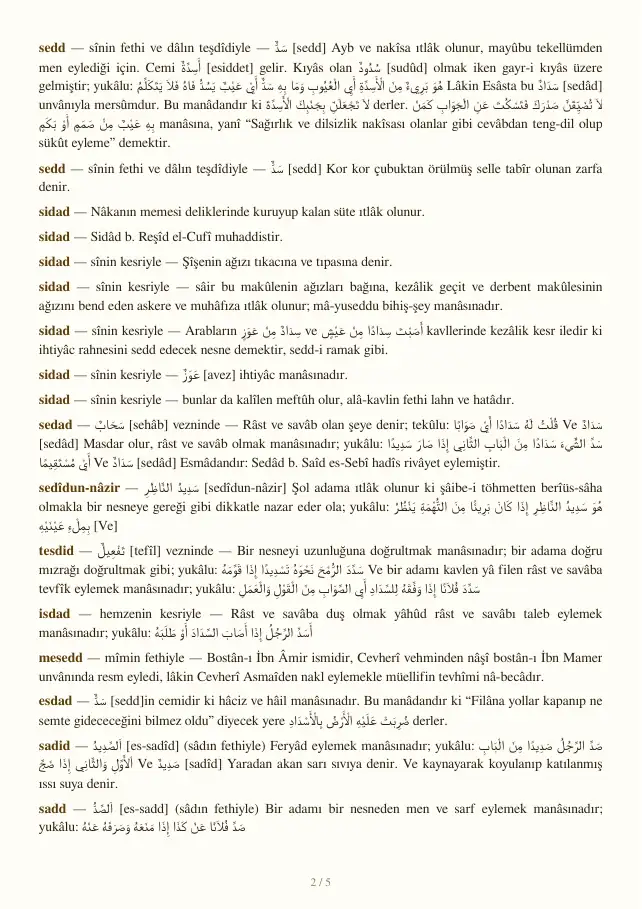 sedd — sînin fethi ve dâlın teşdîdiyle — سَدٌّ [sedd] Ayb ve nakîsa ıtlâk olunur, mayûbu tekellümden
men eylediği için. Cemi أَسِدَّةٌ [esiddet] gelir. Kıyâs olan سُدُودٌ [sudûd] olmak iken gayr-i kıyâs üzere
gelmiştir; yukâlu: هُوَ بَرِيءٌ مِنَ الْأَسِدَّةِ أَيِ الْعُيُوبِ وَمَا بِهِ سَدٌّ أَيْ عَيْبٌ يَسُدُّ فَاهُ فَلاَ يَتَكَلَّمُ Lâkin Esâsta bu سَدَادٌ [sedâd]
unvânıyla mersûmdur. Bu manâdandır ki لاَ تَجْعَلَنَّ بِجَنْبِكَ الْأَسِدَّةَ derler. لاَ تُضَيِّقَنَّ صَدْرَكَ فَتَسْكُتَ عَنِ الْجَوَابِ كَمَنْ
بِهِ عَيْبٌ مِنْ صَمَمٍ أَوْ بَكَمٍ manâsına, yanî “Sağırlık ve dilsizlik nakîsası olanlar gibi cevâbdan teng-dil olup
sükût eyleme” demektir.
sedd — sînin fethi ve dâlın teşdîdiyle — سَدٌّ [sedd] Kor kor çubuktan örülmüş selle tabîr olunan zarfa
denir.
sidad — Nâkanın memesi deliklerinde kuruyup kalan süte ıtlâk olunur.
sidad — Sidâd b. Reşîd el-Cufî muhaddistir.
sidad — sînin kesriyle — Şîşenin ağızı tıkacına ve tıpasına denir.
sidad — sînin kesriyle — sâir bu makûlenin ağızları bağına, kezâlik geçit ve derbent makûlesinin
ağızını bend eden askere ve muhâfıza ıtlâk olunur; mâ-yuseddu bihiş-şey manâsınadır.
sidad — sînin kesriyle — Arabların سِدَادٌ مِنْ عَوَزٍ ve أَصَبْتُ سِدَادًا مِنْ عَيْشٍ kavllerinde kezâlik kesr iledir ki
ihtiyâc rahnesini sedd edecek nesne demektir, sedd-i ramak gibi.
sidad — sînin kesriyle — عَوَزٌ [avez] ihtiyâc manâsınadır.
sidad — sînin kesriyle — bunlar da kalîlen meftûh olur, alâ-kavlin fethi lahn ve hatâdır.
sedad — سَحَابٌ [sehâb] vezninde — Râst ve savâb olan şeye denir; tekûlu: قُلْتُ لَهُ سَدَادًا أَيْ صَوَابًا Ve سَدَادٌ
[sedâd] Masdar olur, râst ve savâb olmak manâsınadır; yukâlu: سَدَّ الشَّيْءُ سَدَادًا مِنَ الْبَابِ الثَّانِي إِذَا صَارَ سَدِيدًا
أَيْ مُسْتَقِيمًا Ve سَدَادٌ [sedâd] Esmâdandır: Sedâd b. Saîd es-Sebî hadîs rivâyet eylemiştir.
sedîdun-nâzir — سَدِيدُ النَّاظِرِ [sedîdun-nâzir] Şol adama ıtlâk olunur ki şâibe-i töhmetten berîüs-sâha
olmakla bir nesneye gereği gibi dikkatle nazar eder ola; yukâlu: هُوَ سَدِيدُ النَّاظِرِ إِذَا كَانَ بَرِيئًا مِنَ التُّهَمَةِ يَنْظُرُ
بِمِلْءِ عَيْنَيْهِ [Ve]
tesdid — تَفْعِيلٌ [tefîl] vezninde — Bir nesneyi uzunluğuna doğrultmak manâsınadır; bir adama doğru
mızrağı doğrultmak gibi; yukâlu: سَدَّدَ الرُّمْحَ نَحْوَهُ تَسْدِيدًا إِذَا قَوَّمَهُ Ve bir adamı kavlen yâ filen râst ve savâba
tevfîk eylemek manâsınadır; yukâlu: سَدَّدَ فُلاَنًا إِذَا وَفَّقَهُ لِلسَّدَادِ أَيِ الصَّوَابِ مِنَ الْقَوْلِ وَالْعَمَلِ
isdad — hemzenin kesriyle — Râst ve savâba duş olmak yâhûd râst ve savâbı taleb eylemek
manâsınadır; yukâlu: أَسَدَّ الرَّجُلُ إِذَا أَصَابَ السَّدَادَ أَوْ طَلَبَهُ
mesedd — mîmin fethiyle — Bostân-ı İbn Âmir ismidir, Cevherî vehminden nâşî bostân-ı İbn Mamer
unvânında resm eyledi, lâkin Cevherî Asmaîden nakl eylemekle müellifin tevhîmi nâ-becâdır.
esdad — سَدٌّ [sedd]in cemidir ki hâciz ve hâil manâsınadır. Bu manâdandır ki “Filâna yollar kapanıp ne
semte gidececeğini bilmez oldu” diyecek yere ضُرِبَتْ عَلَيْهِ الْأَرْضُ بِالْأَسْدَادِ derler.
sadid — اَلصَّدِيدُ [es-sadîd] (sâdın fethiyle) Feryâd eylemek manâsınadır; yukâlu: صَدَّ الرَّجُلُ صَدِيدًا مِنَ الْبَابِ
الْأَوَّلِ وَالثَّانِي إِذَا ضَجَّ Ve صَدِيدٌ [sadîd] Yaradan akan sarı sıvıya denir. Ve kaynayarak koyulanıp katılanmış
ıssı suya denir.
sadd — اَلصَّدُّ [es-sadd] (sâdın fethiyle) Bir adamı bir nesneden men ve sarf eylemek manâsınadır;
yukâlu: صَدَّ فُلاَنًا عَنْ كَذَا إِذَا مَنَعَهُ وَصَرَفَهُ عَنْهُ
2 / 5